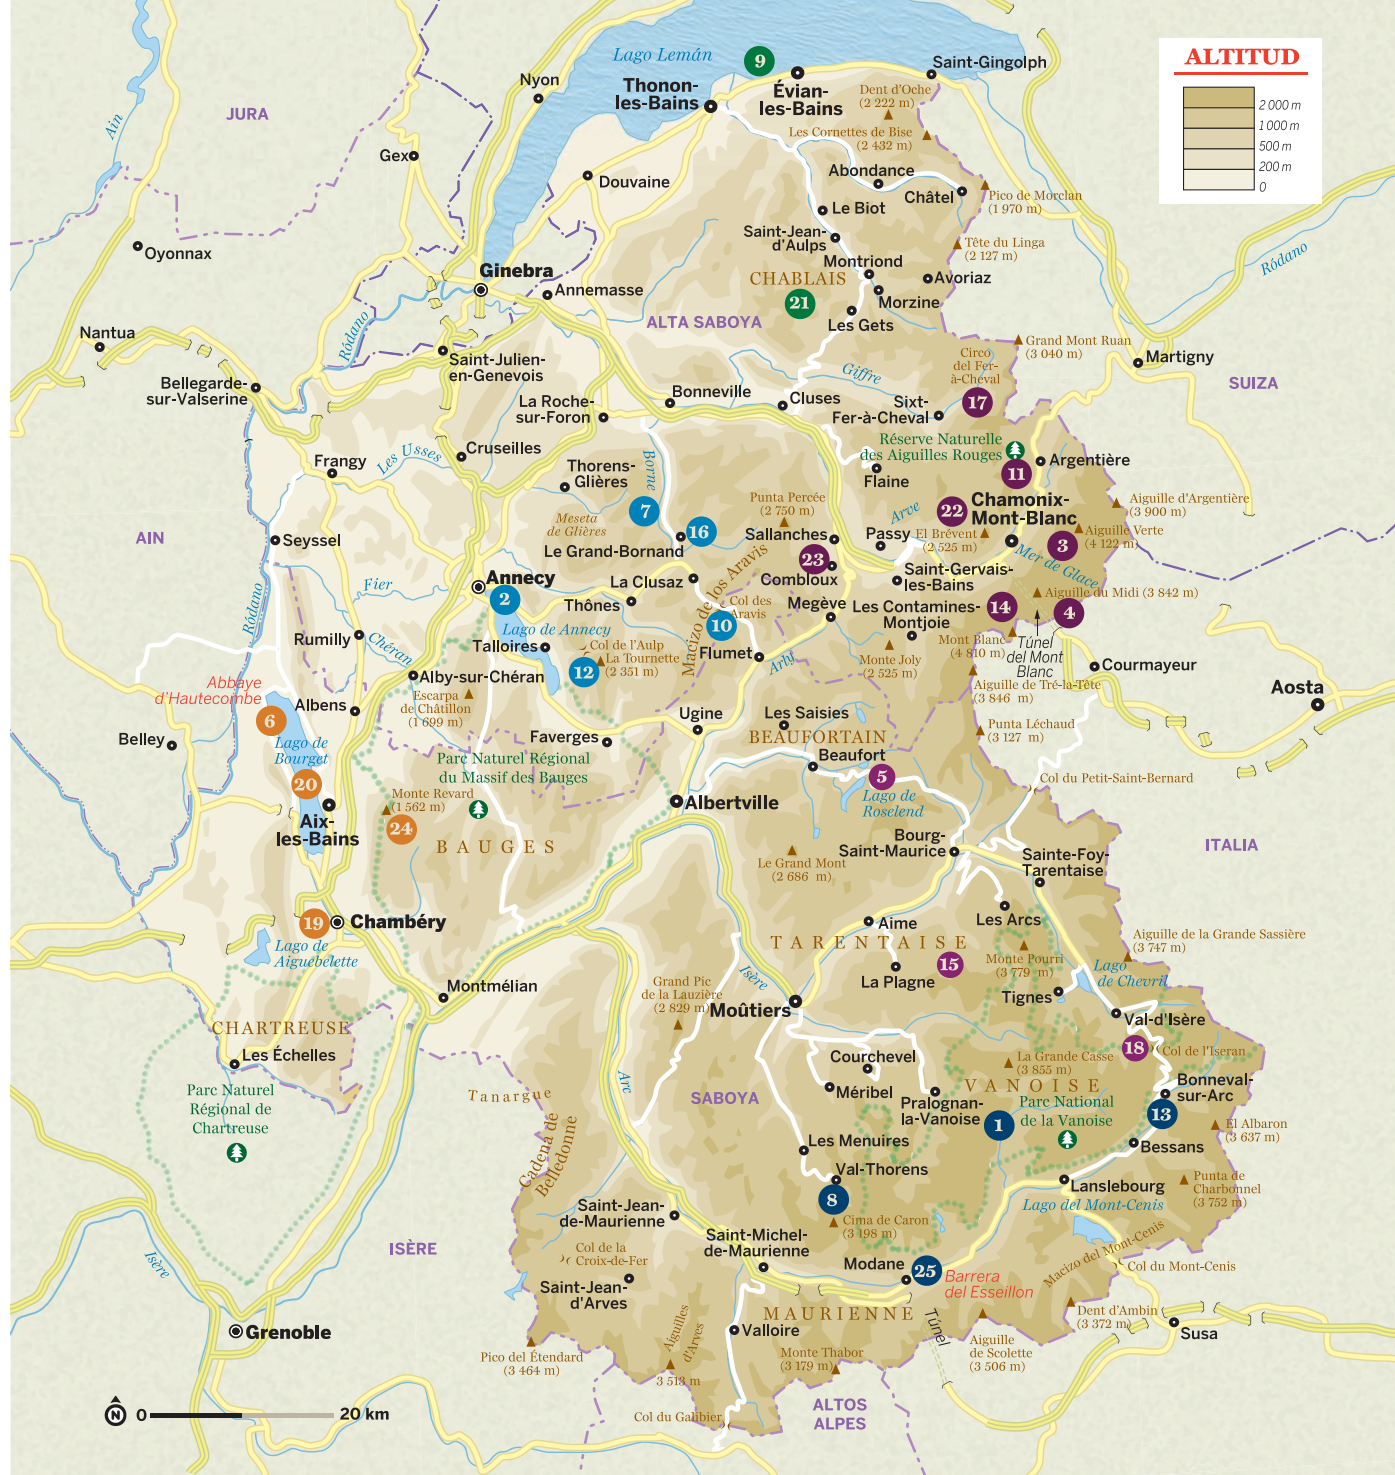 ALTITUD
2 000 m
1 000 m
500 m
200 m
0
Lago Lemán
9
Saint-Gingolph
Nyon
Thonon-
les-Bains
Évian-
les-Bains
Dent d'Oche
(2 222 m)
Les Cornettes de Bise
(2 432 m)
JURA
Ain
Gex
Douvaine
Abondance
Châtel
Pico de Morclan
(1 970 m)
Le Biot
Saint-Jean-
d'Aulps
Tête du Linga
(2 127 m)
Oyonnax
Ródano
Montriond
Ginebra
CHABLAIS
Avoriaz
Annemasse
21
Morzine
Les Gets
ALTA SABOYA
Ródano
Nantua
Grand Mont Ruan
(3 040 m)
Martigny
Saint-Julien-
en-Genevois
Circo
del Fer-
à-Cheval
Giffre
SUIZA
Bellegarde-
sur-Valserine
Bonneville
Cluses
La Roche-
sur-Foron
Sixt-
Fer-à-Cheval
17
Réserve Naturelle
des Aiguilles Rouges
Cruseilles
Les Usses
Frangy
Borne
Thorens-
Glières
Flaine
Argentière
11
Punta Percée
(2 750 m)
Chamonix-
Mont-Blanc
22
Aiguille d'Argentière
(3 900 m)
7
Meseta
de Glières
Arve
AIN
Seyssel
16
Sallanches
Passy
El Brévent
(2 525 m)
Aiguille Verte
(4 122 m)
3
Le Grand-Bornand
23
Combloux
Mer de Glace
Saint-Gervais-
les-Bains
Annecy
La Clusaz
Macizo de los Aravis
Fier
2
Thônes
Col des
Aravis
Megève
Les Contamines-
Montjoie
14
Aiguille du Midi (3 842 m)
4
Ródano
10
Rumilly
Chéran
Lago de Annecy
Talloires
Col de l'Aulp
La Tournette
(2 351 m)
12
Flumet
Arly
Mont Blanc
(4 810 m)
Túnel
del Mont
Blanc
Monte Joly
(2 525 m)
Courmayeur
Abbaye
d'Hautecombe
Alby-sur-Chéran
Aiguille de Tré-la-Tête
(3 846 m)
Aosta
6
Albens
Escarpa
de Châtillon
(1 699 m)
Ugine
Les Saisies
Punta Léchaud
(3 127 m)
Belley
Lago de
Bourget
Faverges
BEAUFORTAIN
Parc Naturel Régional
du Massif des Bauges
Beaufort
5
Col du Petit-Saint-Bernard
20
Monte Revard
(1 562 m)
Albertville
Lago de
Roselend
Aix-
les-Bains
24
BAUGES
Bourg-
Saint-Maurice
ITALIA
Le Grand Mont
(2 686 m)
Sainte-Foy-
Tarentaise
19
Chambéry
Aime
Les Arcs
Lago de
Aiguebelette
TARENTAISE
Aiguille de la Grande Sassière
(3 747 m)
Monte Pourri
(3 779 m)
15
La Plagne
Isère
Lago
de Chevril
Montmélian
Grand Pic
de la Lauzière
(2 829 m)
Tignes
Moûtiers
CHARTREUSE
Val-d'Isère
Les Échelles
18
Col de l'Iseran
Courchevel
La Grande Casse
(3 855 m)
Arc
Parc Naturel
Régional de
Chartreuse
Tanargue
SABOYA
Méribel
VANOISE
Bonneval-
sur-Arc
Pralognan-
la-Vanoise
Parc National
de la Vanoise
1
13
El Albaron
(3 637 m)
Cadena de
Belledonne
Les Menuires
Bessans
Val-Thorens
8
Lanslebourg
Punta de
Charbonnel
(3 752 m)
Saint-Jean-
de-Maurienne
Lago del Mont-Cenis
Cima de Caron
(3 198 m)
Saint-Michel-
de-Maurienne
ISÈRE
Isère
Col de la
Croix-de-Fer
Macizo del Mont-Cenis
Col du Mont-Cenis
Modane
25
Barrera
del Esseillon
Saint-Jean-
d'Arves
MAURIENNE
Dent d'Ambin
(3 372 m)
Túnel
Grenoble
Aiguilles
d'Arves
3 513 m
Valloire
Susa
Aiguille
de Scolette
(3 506 m)
Pico del Étendard
(3 464 m)
Monte Thabor
(3 179 m)
N
0
20 km
Col du Galibier
ALTOS
ALPES